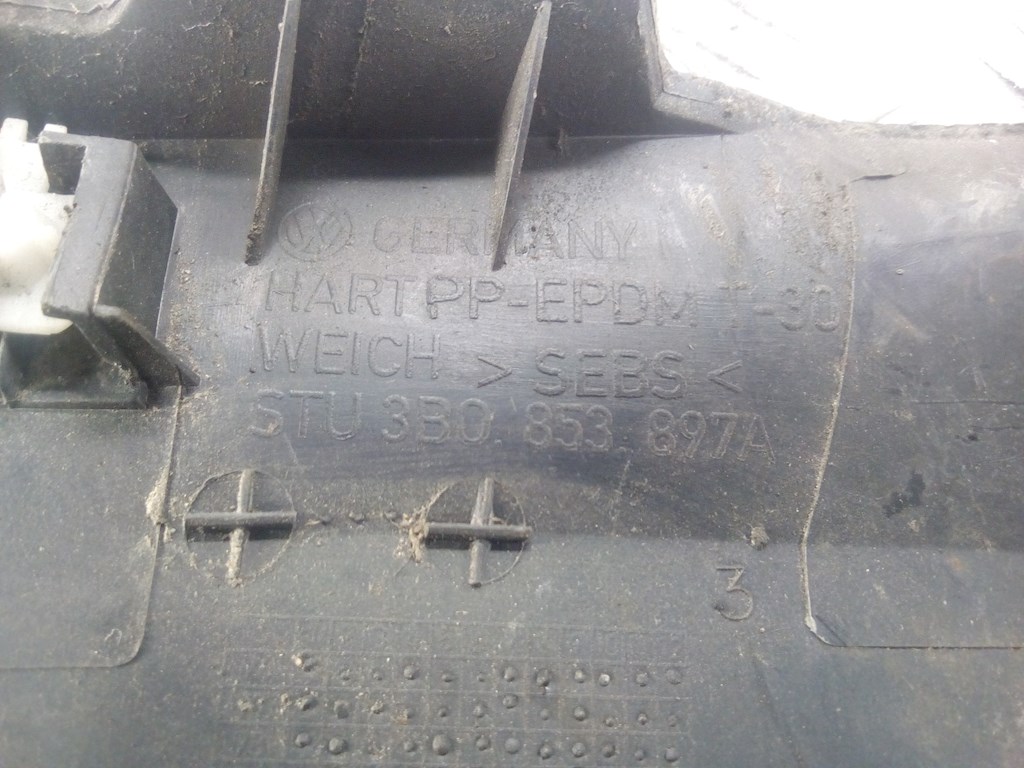 GERMANY
HART PP-EPDM T-30
WEICH > SEBS <
STU 3B0 853 897A
3